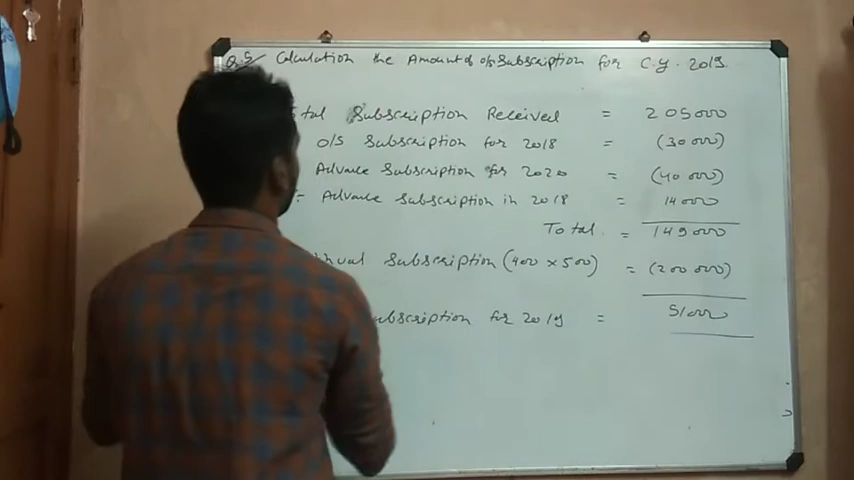 Q.5 Calculation the Amount of o/s Subscription for C.Y. 2019.
Subscription Received = 205000
o/s Subscription for 2018 = (30000)
Advance Subscription for 2020 = (40000)
Advance Subscription in 2018 = 14000
Total = 149000
Subscription (400 x 500) = (200000)
for 2019 = 51000